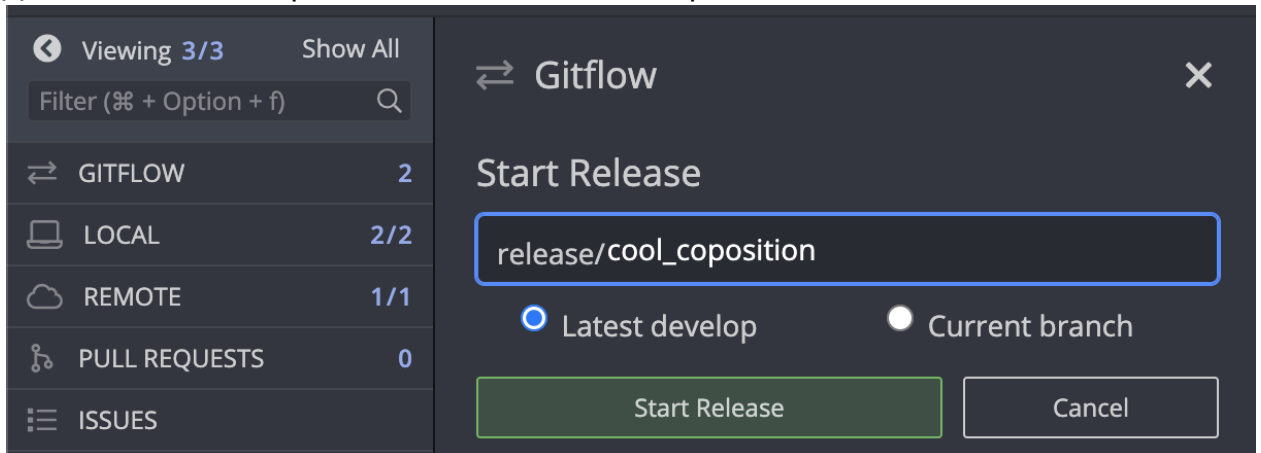 Viewing 3/3 Show All
Filter (⌘ + Option + f)
GITFLOW 2
LOCAL 2/2
REMOTE 1/1
PULL REQUESTS 0
ISSUES
Gitflow
Start Release
release/cool_coposition
Latest develop Current branch
Start Release Cancel